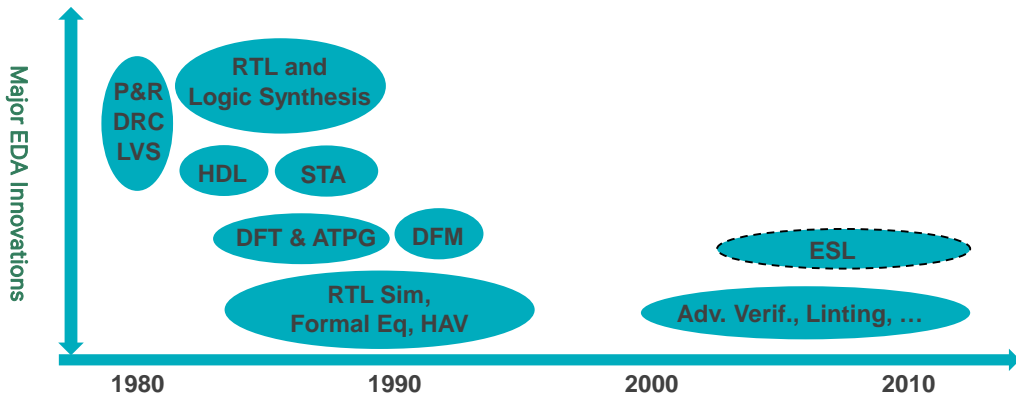 Major EDA Innovations
P&R
DRC
LVS
RTL and
Logic Synthesis
HDL
STA
DFT & ATPG
DFM
ESL
RTL Sim,
Formal Eq, HAV
Adv. Verif., Linting, …
1980
1990
2000
2010